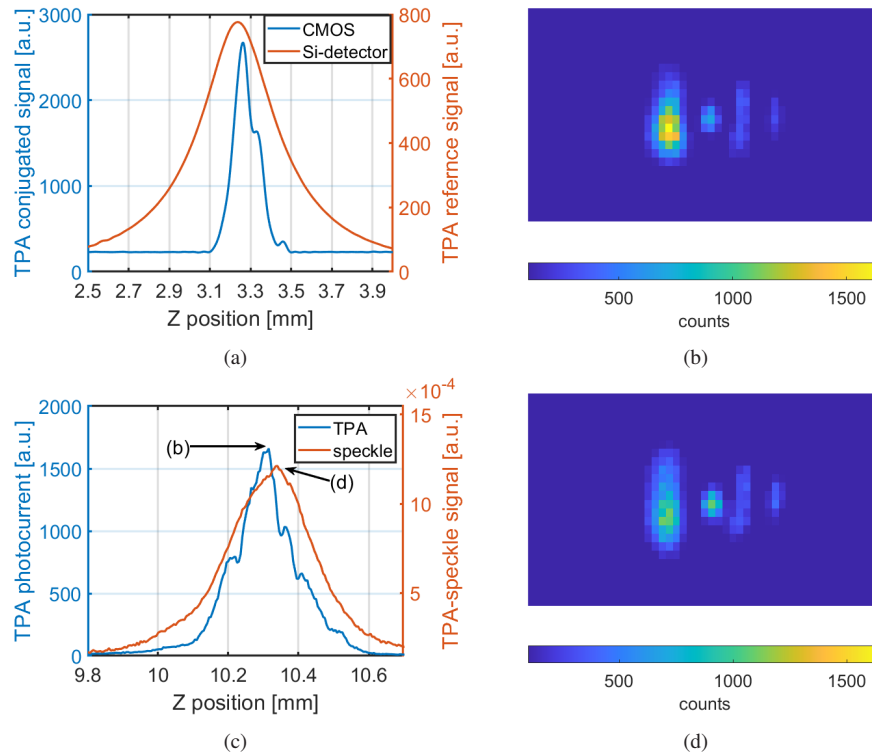 3000
2000
1000
0
TPA conjugated signal [a.u.]
CMOS
Si-detector
800
600
400
200
0
TPA refernce signal [a.u.]
2.5 2.7 2.9 3.1 3.3 3.5 3.7 3.9
Z position [mm]
(a)
500 1000 1500
counts
(b)
2000
1500
1000
500
0
TPA photocurrent [a.u.]
(b)
TPA
speckle
(d)
×10⁻⁴
15
10
5
TPA-speckle signal [a.u.]
9.8 10 10.2 10.4 10.6
Z position [mm]
(c)
500 1000 1500
counts
(d)